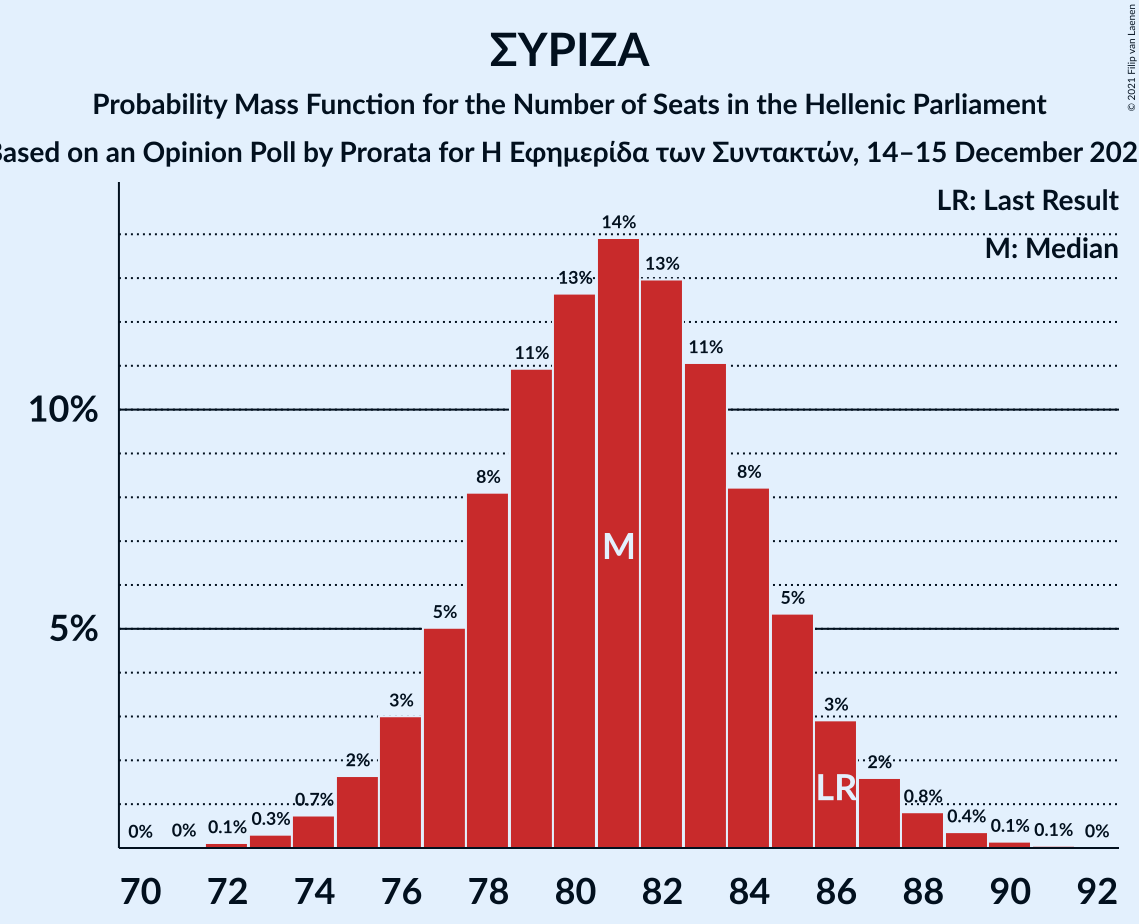 ΣΥΡΙΖΑ
Probability Mass Function for the Number of Seats in the Hellenic Parliament
Based on an Opinion Poll by Prorata for Η Εφημερίδα των Συντακτών, 14–15 December 202
© 2021 Filip van Laenen
LR: Last Result
M: Median
14%
13%
13%
11%
11%
10%
8%
8%
5%
5%
5%
3%
3%
2%
2%
0.7%
0.8%
0.3%
0.4%
0%
0%
0.1%
0.1%
0.1%
0%
M
LR
70 72 74 76 78 80 82 84 86 88 90 92